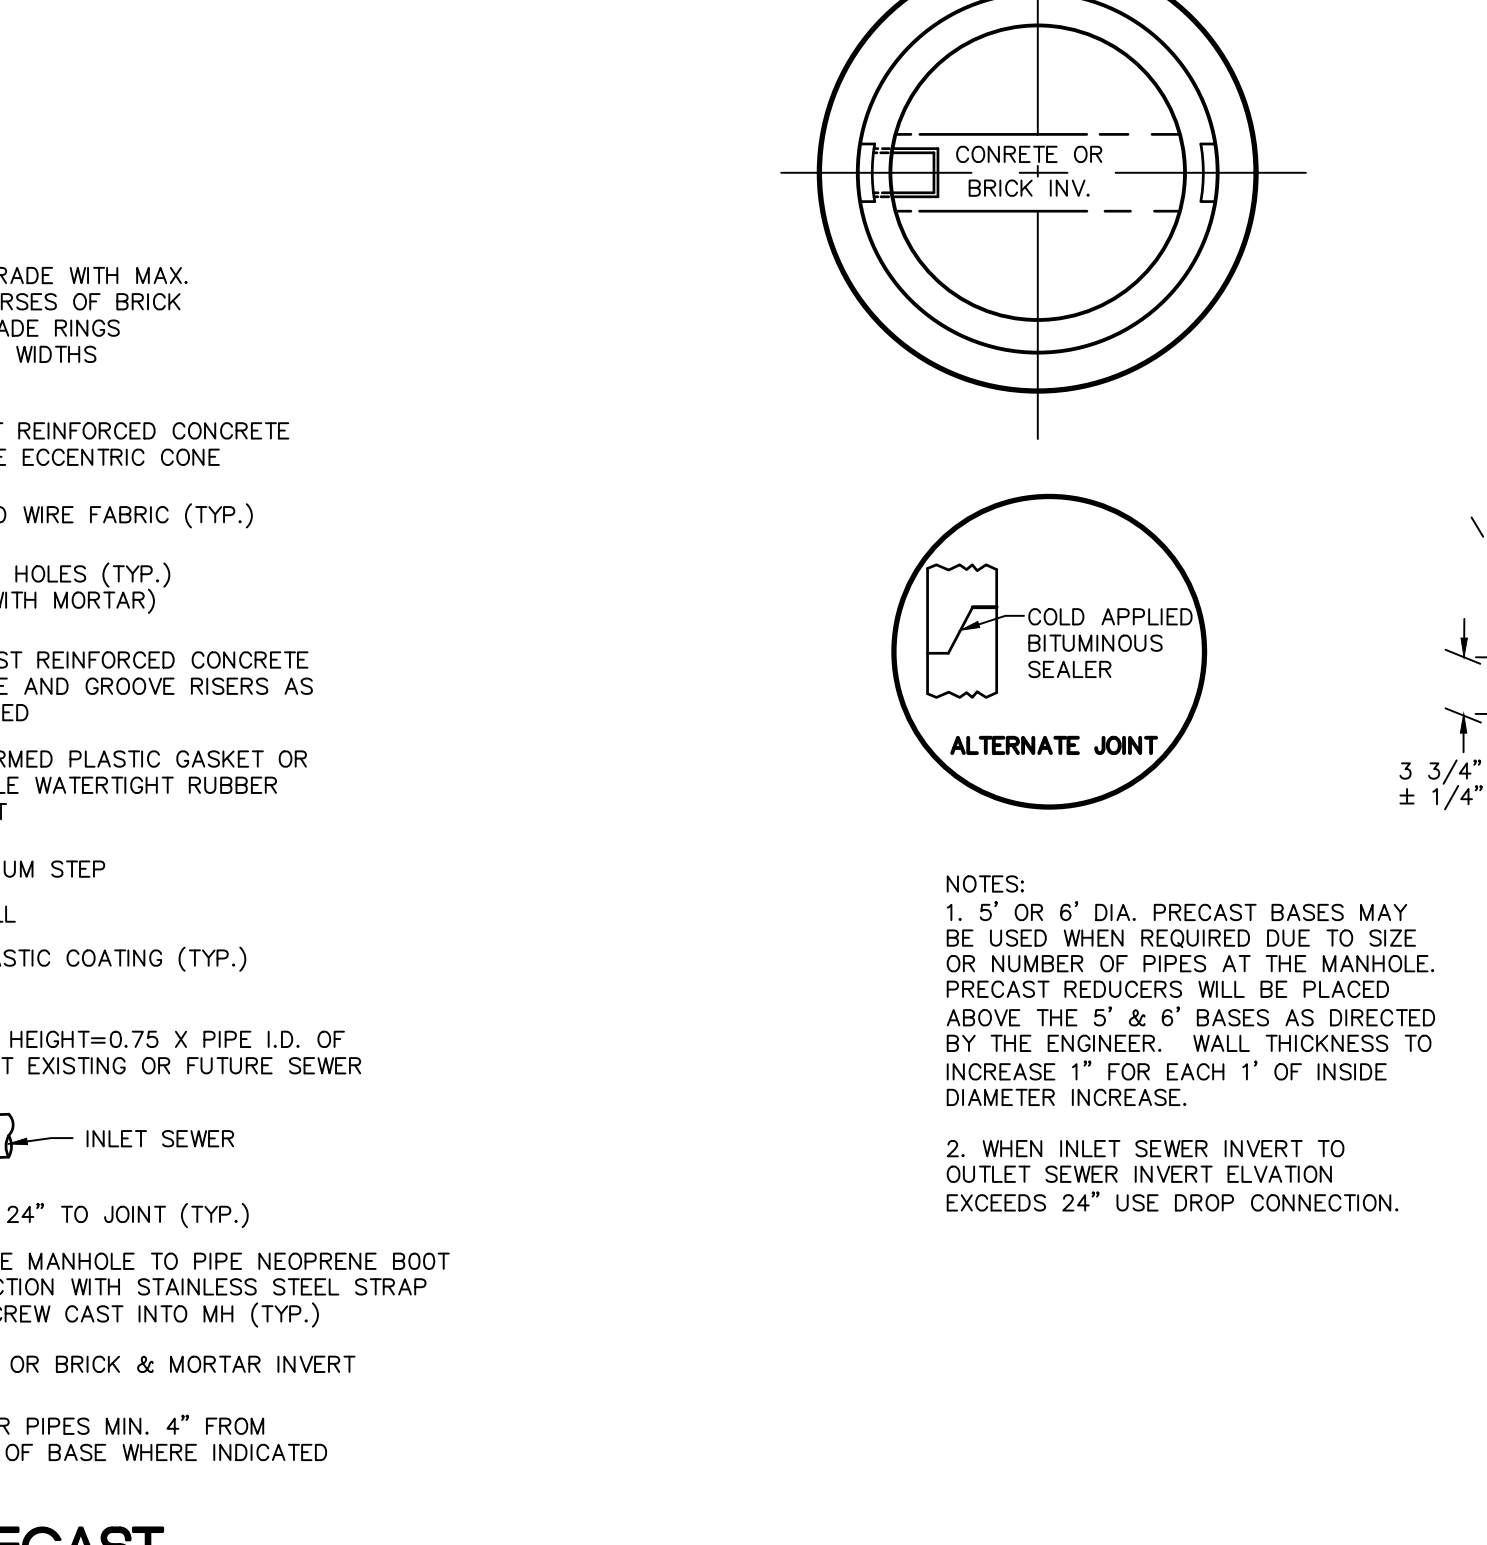 CONRETE OR
BRICK INV.
RADE WITH MAX.
RSES OF BRICK
ADE RINGS
WIDTHS
T REINFORCED CONCRETE
E ECCENTRIC CONE
D WIRE FABRIC (TYP.)
HOLES (TYP.)
WITH MORTAR)
ST REINFORCED CONCRETE
E AND GROOVE RISERS AS
ED
RMED PLASTIC GASKET OR
LE WATERTIGHT RUBBER
T
UM STEP
LL
ASTIC COATING (TYP.)
HEIGHT=0.75 X PIPE I.D. OF
T EXISTING OR FUTURE SEWER
INLET SEWER
24" TO JOINT (TYP.)
E MANHOLE TO PIPE NEOPRENE BOOT
CTION WITH STAINLESS STEEL STRAP
CREW CAST INTO MH (TYP.)
OR BRICK & MORTAR INVERT
R PIPES MIN. 4" FROM
OF BASE WHERE INDICATED
ECAST
COLD APPLIED
BITUMINOUS
SEALER
ALTERNATE JOINT
3 3/4"
± 1/4"
NOTES:
1. 5' OR 6' DIA. PRECAST BASES MAY
BE USED WHEN REQUIRED DUE TO SIZE
OR NUMBER OF PIPES AT THE MANHOLE.
PRECAST REDUCERS WILL BE PLACED
ABOVE THE 5' & 6' BASES AS DIRECTED
BY THE ENGINEER. WALL THICKNESS TO
INCREASE 1" FOR EACH 1' OF INSIDE
DIAMETER INCREASE.
2. WHEN INLET SEWER INVERT TO
OUTLET SEWER INVERT ELVATION
EXCEEDS 24" USE DROP CONNECTION.